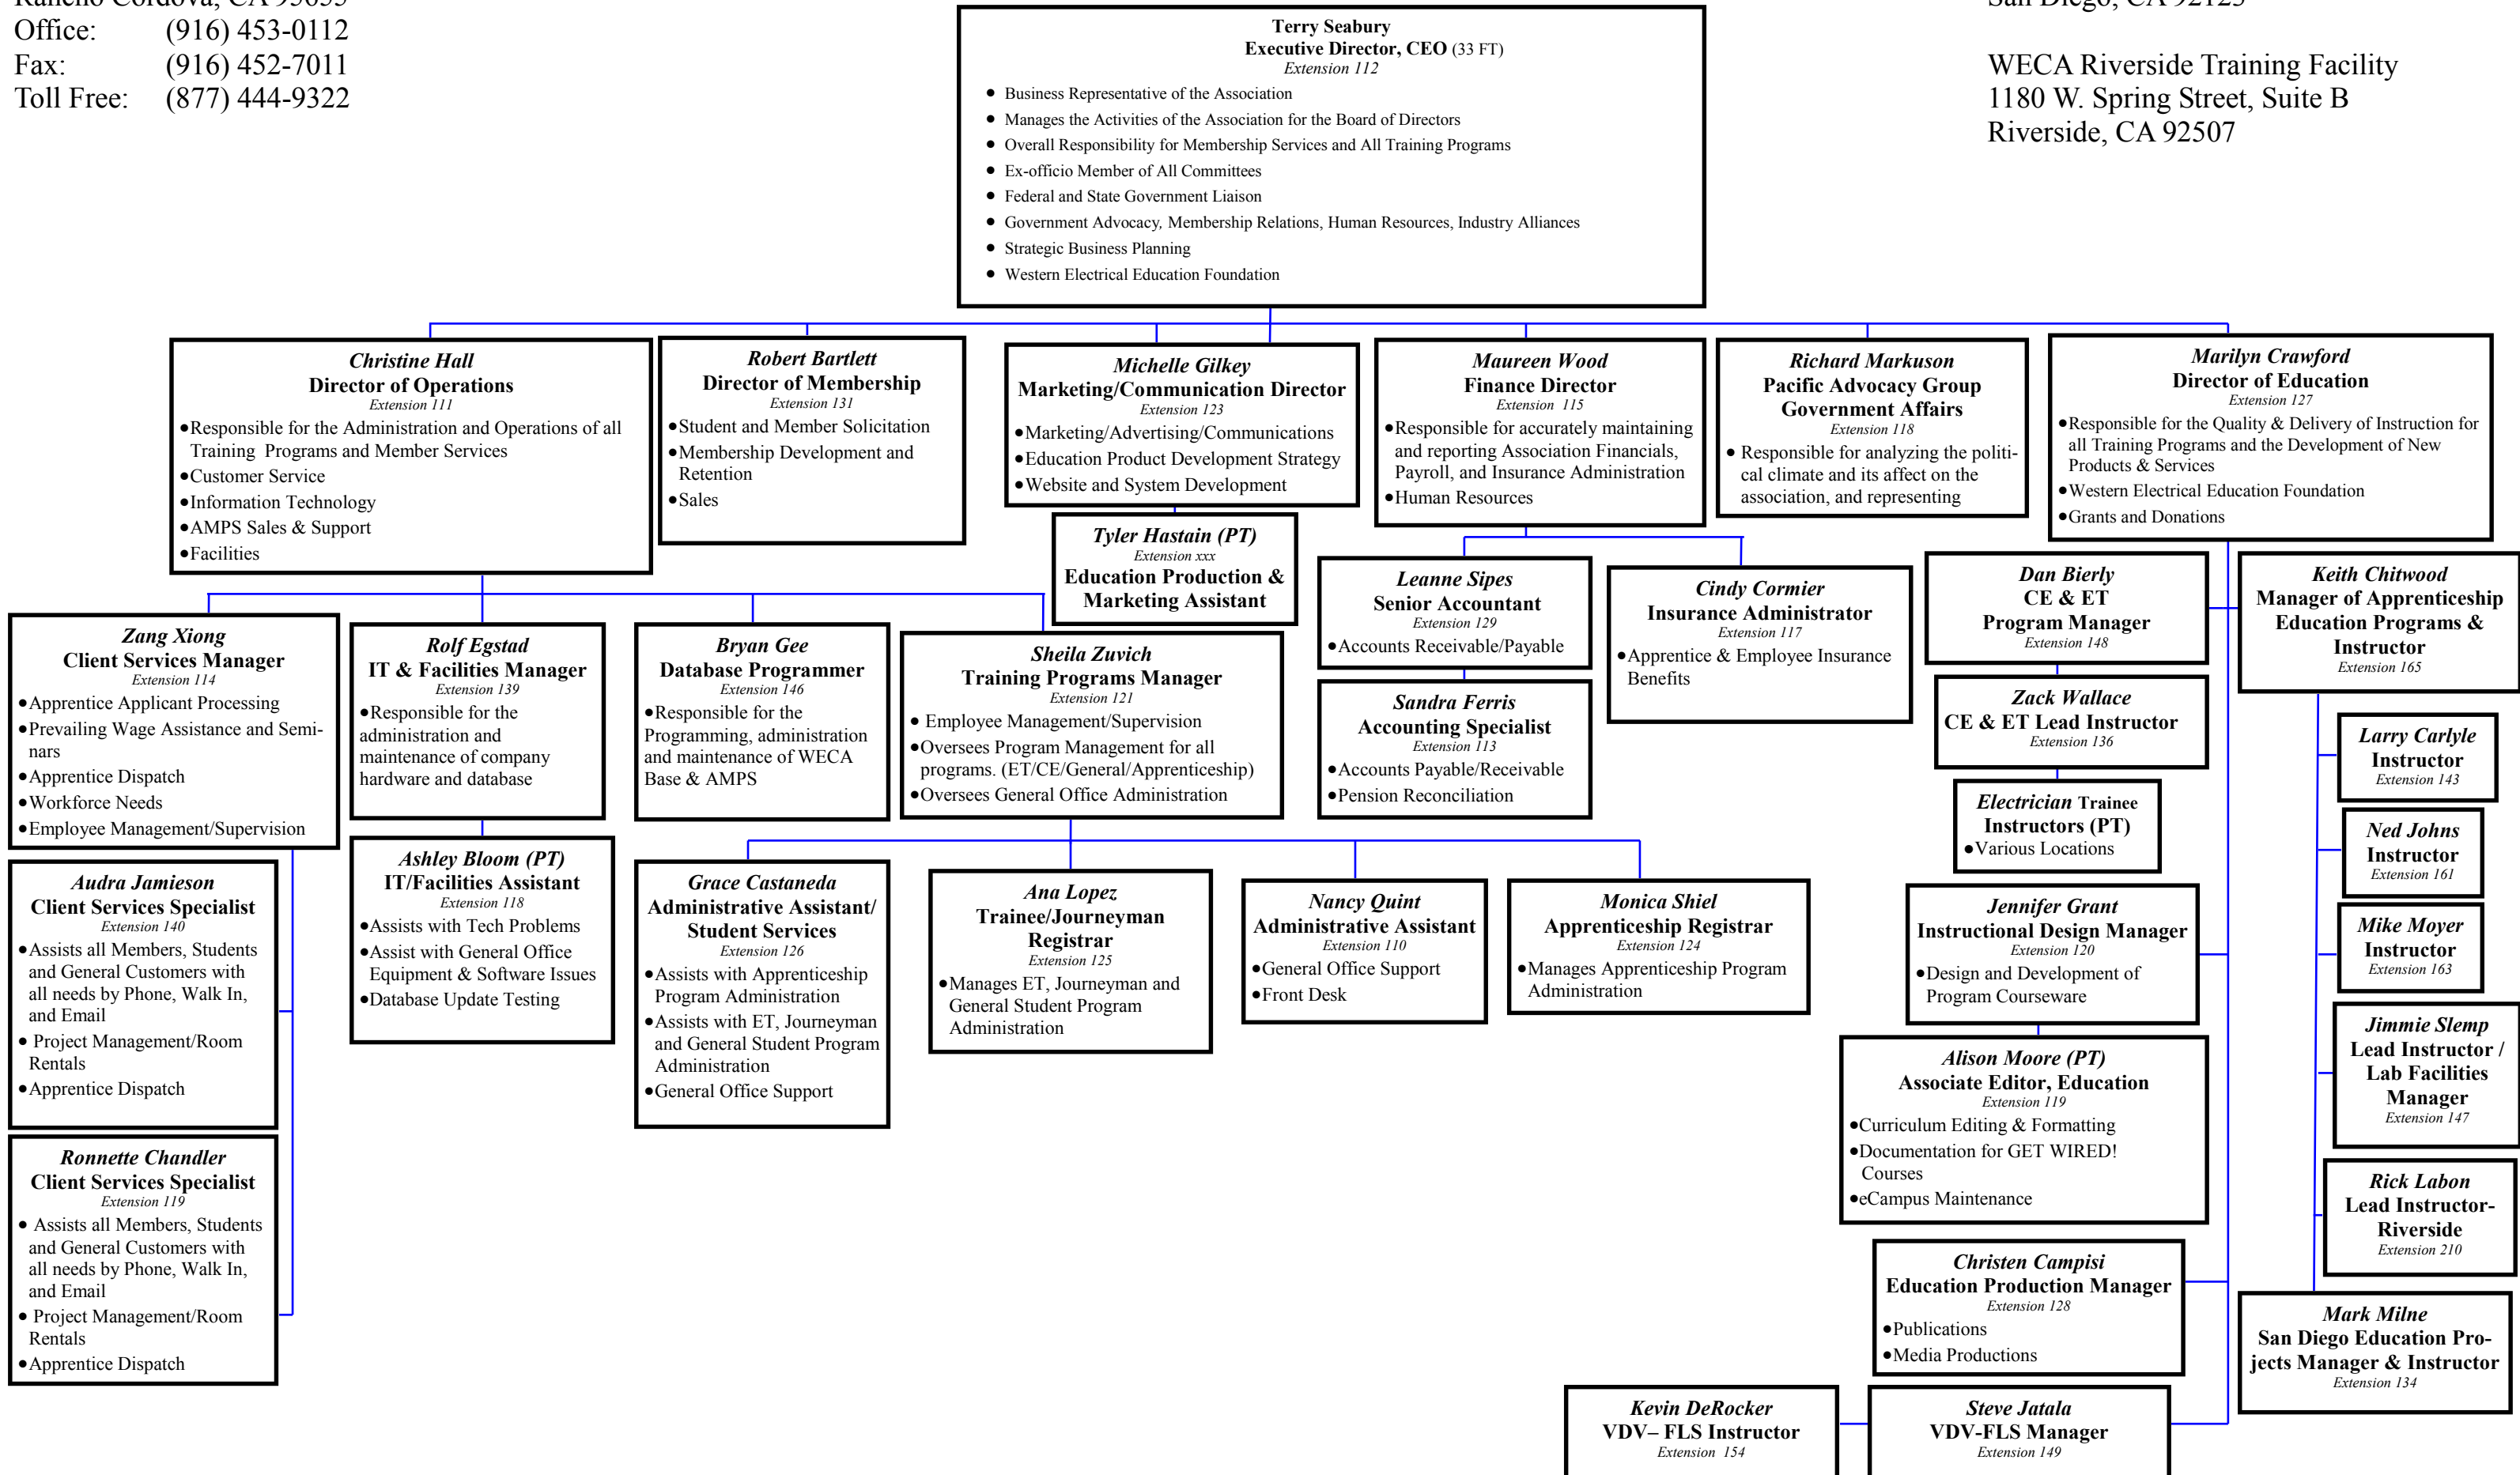 Rancho Cordova, CA 95655
Office: (916) 453-0112
Fax: (916) 452-7011
Toll Free: (877) 444-9322
San Diego, CA 92123
WECA Riverside Training Facility
1180 W. Spring Street, Suite B
Riverside, CA 92507
Terry Seabury
Executive Director, CEO (33 FT)
Extension 112
● Business Representative of the Association
● Manages the Activities of the Association for the Board of Directors
● Overall Responsibility for Membership Services and All Training Programs
● Ex-officio Member of All Committees
● Federal and State Government Liaison
● Government Advocacy, Membership Relations, Human Resources, Industry Alliances
● Strategic Business Planning
● Western Electrical Education Foundation
Christine Hall
Director of Operations
Extension 111
●Responsible for the Administration and Operations of all
Training Programs and Member Services
●Customer Service
●Information Technology
●AMPS Sales & Support
●Facilities
Robert Bartlett
Director of Membership
Extension 131
●Student and Member Solicitation
●Membership Development and
Retention
●Sales
Michelle Gilkey
Marketing/Communication Director
Extension 123
●Marketing/Advertising/Communications
●Education Product Development Strategy
●Website and System Development
Tyler Hastain (PT)
Extension xxx
Education Production &
Marketing Assistant
Maureen Wood
Finance Director
Extension 115
●Responsible for accurately maintaining
and reporting Association Financials,
Payroll, and Insurance Administration
●Human Resources
Richard Markuson
Pacific Advocacy Group
Government Affairs
Extension 118
● Responsible for analyzing the politi-
cal climate and its affect on the
association, and representing
Marilyn Crawford
Director of Education
Extension 127
●Responsible for the Quality & Delivery of Instruction for
all Training Programs and the Development of New
Products & Services
●Western Electrical Education Foundation
●Grants and Donations
Zang Xiong
Client Services Manager
Extension 114
●Apprentice Applicant Processing
●Prevailing Wage Assistance and Semi-
nars
●Apprentice Dispatch
●Workforce Needs
●Employee Management/Supervision
Rolf Egstad
IT & Facilities Manager
Extension 139
●Responsible for the
administration and
maintenance of company
hardware and database
Bryan Gee
Database Programmer
Extension 146
●Responsible for the
Programming, administration
and maintenance of WECA
Base & AMPS
Sheila Zuvich
Training Programs Manager
Extension 121
● Employee Management/Supervision
●Oversees Program Management for all
programs. (ET/CE/General/Apprenticeship)
●Oversees General Office Administration
Leanne Sipes
Senior Accountant
Extension 129
●Accounts Receivable/Payable
Cindy Cormier
Insurance Administrator
Extension 117
●Apprentice & Employee Insurance
Benefits
Sandra Ferris
Accounting Specialist
Extension 113
●Accounts Payable/Receivable
●Pension Reconciliation
Dan Bierly
CE & ET
Program Manager
Extension 148
Keith Chitwood
Manager of Apprenticeship
Education Programs &
Instructor
Extension 165
Zack Wallace
CE & ET Lead Instructor
Extension 136
Electrician Trainee
Instructors (PT)
●Various Locations
Larry Carlyle
Instructor
Extension 143
Ned Johns
Instructor
Extension 161
Mike Moyer
Instructor
Extension 163
Jimmie Slemp
Lead Instructor /
Lab Facilities
Manager
Extension 147
Rick Labon
Lead Instructor-
Riverside
Extension 210
Mark Milne
San Diego Education Pro-
jects Manager & Instructor
Extension 134
Audra Jamieson
Client Services Specialist
Extension 140
●Assists all Members, Students
and General Customers with
all needs by Phone, Walk In,
and Email
● Project Management/Room
Rentals
●Apprentice Dispatch
Ronnette Chandler
Client Services Specialist
Extension 119
● Assists all Members, Students
and General Customers with
all needs by Phone, Walk In,
and Email
● Project Management/Room
Rentals
●Apprentice Dispatch
Ashley Bloom (PT)
IT/Facilities Assistant
Extension 118
●Assists with Tech Problems
●Assist with General Office
Equipment & Software Issues
●Database Update Testing
Grace Castaneda
Administrative Assistant/
Student Services
Extension 126
●Assists with Apprenticeship
Program Administration
●Assists with ET, Journeyman
and General Student Program
Administration
●General Office Support
Ana Lopez
Trainee/Journeyman
Registrar
Extension 125
●Manages ET, Journeyman and
General Student Program
Administration
Nancy Quint
Administrative Assistant
Extension 110
●General Office Support
●Front Desk
Monica Shiel
Apprenticeship Registrar
Extension 124
●Manages Apprenticeship Program
Administration
Jennifer Grant
Instructional Design Manager
Extension 120
●Design and Development of
Program Courseware
Alison Moore (PT)
Associate Editor, Education
Extension 119
●Curriculum Editing & Formatting
●Documentation for GET WIRED!
Courses
●eCampus Maintenance
Christen Campisi
Education Production Manager
Extension 128
●Publications
●Media Productions
Kevin DeRocker
VDV– FLS Instructor
Extension 154
Steve Jatala
VDV-FLS Manager
Extension 149